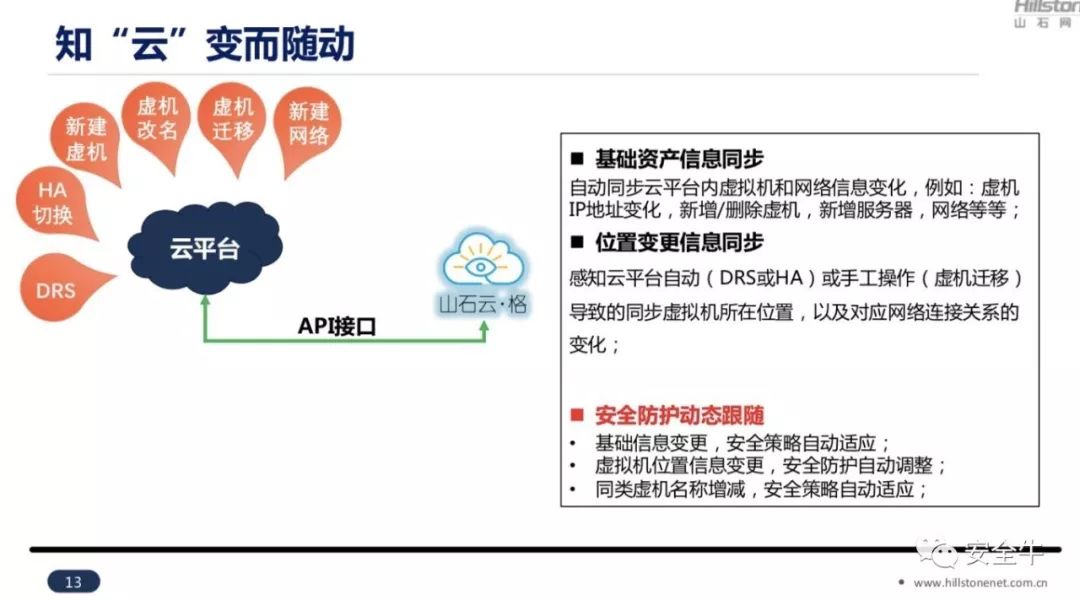 Hillston
山石网
知“云”变而随动
虚机
改名
虚机
迁移
新建
网络
新建
虚机
HA
切换
DRS
云平台
山石云·格
API接口
■ 基础资产信息同步
自动同步云平台内虚拟机和网络信息变化，例如：虚机
IP地址变化，新增/删除虚机，新增服务器，网络等等；
■ 位置变更信息同步
感知云平台自动（DRS或HA）或手工操作（虚机迁移）
导致的同步虚拟机所在位置，以及对应网络连接关系的
变化；
■ 安全防护动态跟随
• 基础信息变更，安全策略自动适应；
• 虚拟机位置信息变更，安全防护自动调整；
• 同类虚机名称增减，安全策略自动适应；
安全牛
13
• www.hillstonenet.com.cn